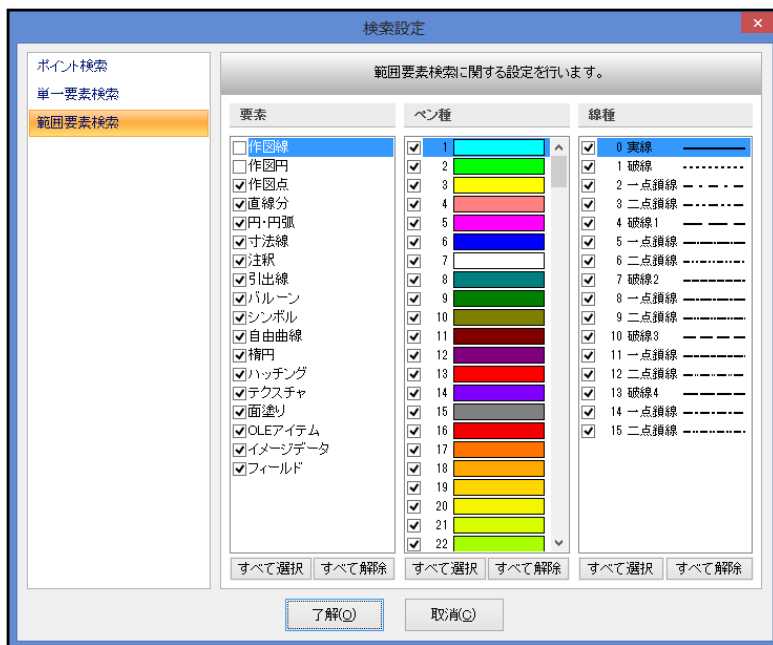 検索設定
ポイント検索
単一要素検索
範囲要素検索
範囲要素検索に関する設定を行います。
要素
作図線
作図円
作図点
直線分
円・円弧
寸法線
注釈
引出線
バルーン
シンボル
自由曲線
楕円
ハッチング
テクスチャ
面塗り
OLEアイテム
イメージデータ
フィールド
すべて選択 すべて解除
ペン種
1
2
3
4
5
6
7
8
9
10
11
12
13
14
15
16
17
18
19
20
21
22
すべて選択 すべて解除
線種
0 実線
1 破線
2 一点鎖線
3 二点鎖線
4 破線1
5 一点鎖線
6 二点鎖線
7 破線2
8 一点鎖線
9 二点鎖線
10 破線3
11 一点鎖線
12 二点鎖線
13 破線4
14 一点鎖線
15 二点鎖線
すべて選択 すべて解除
了解(O) 取消(C)